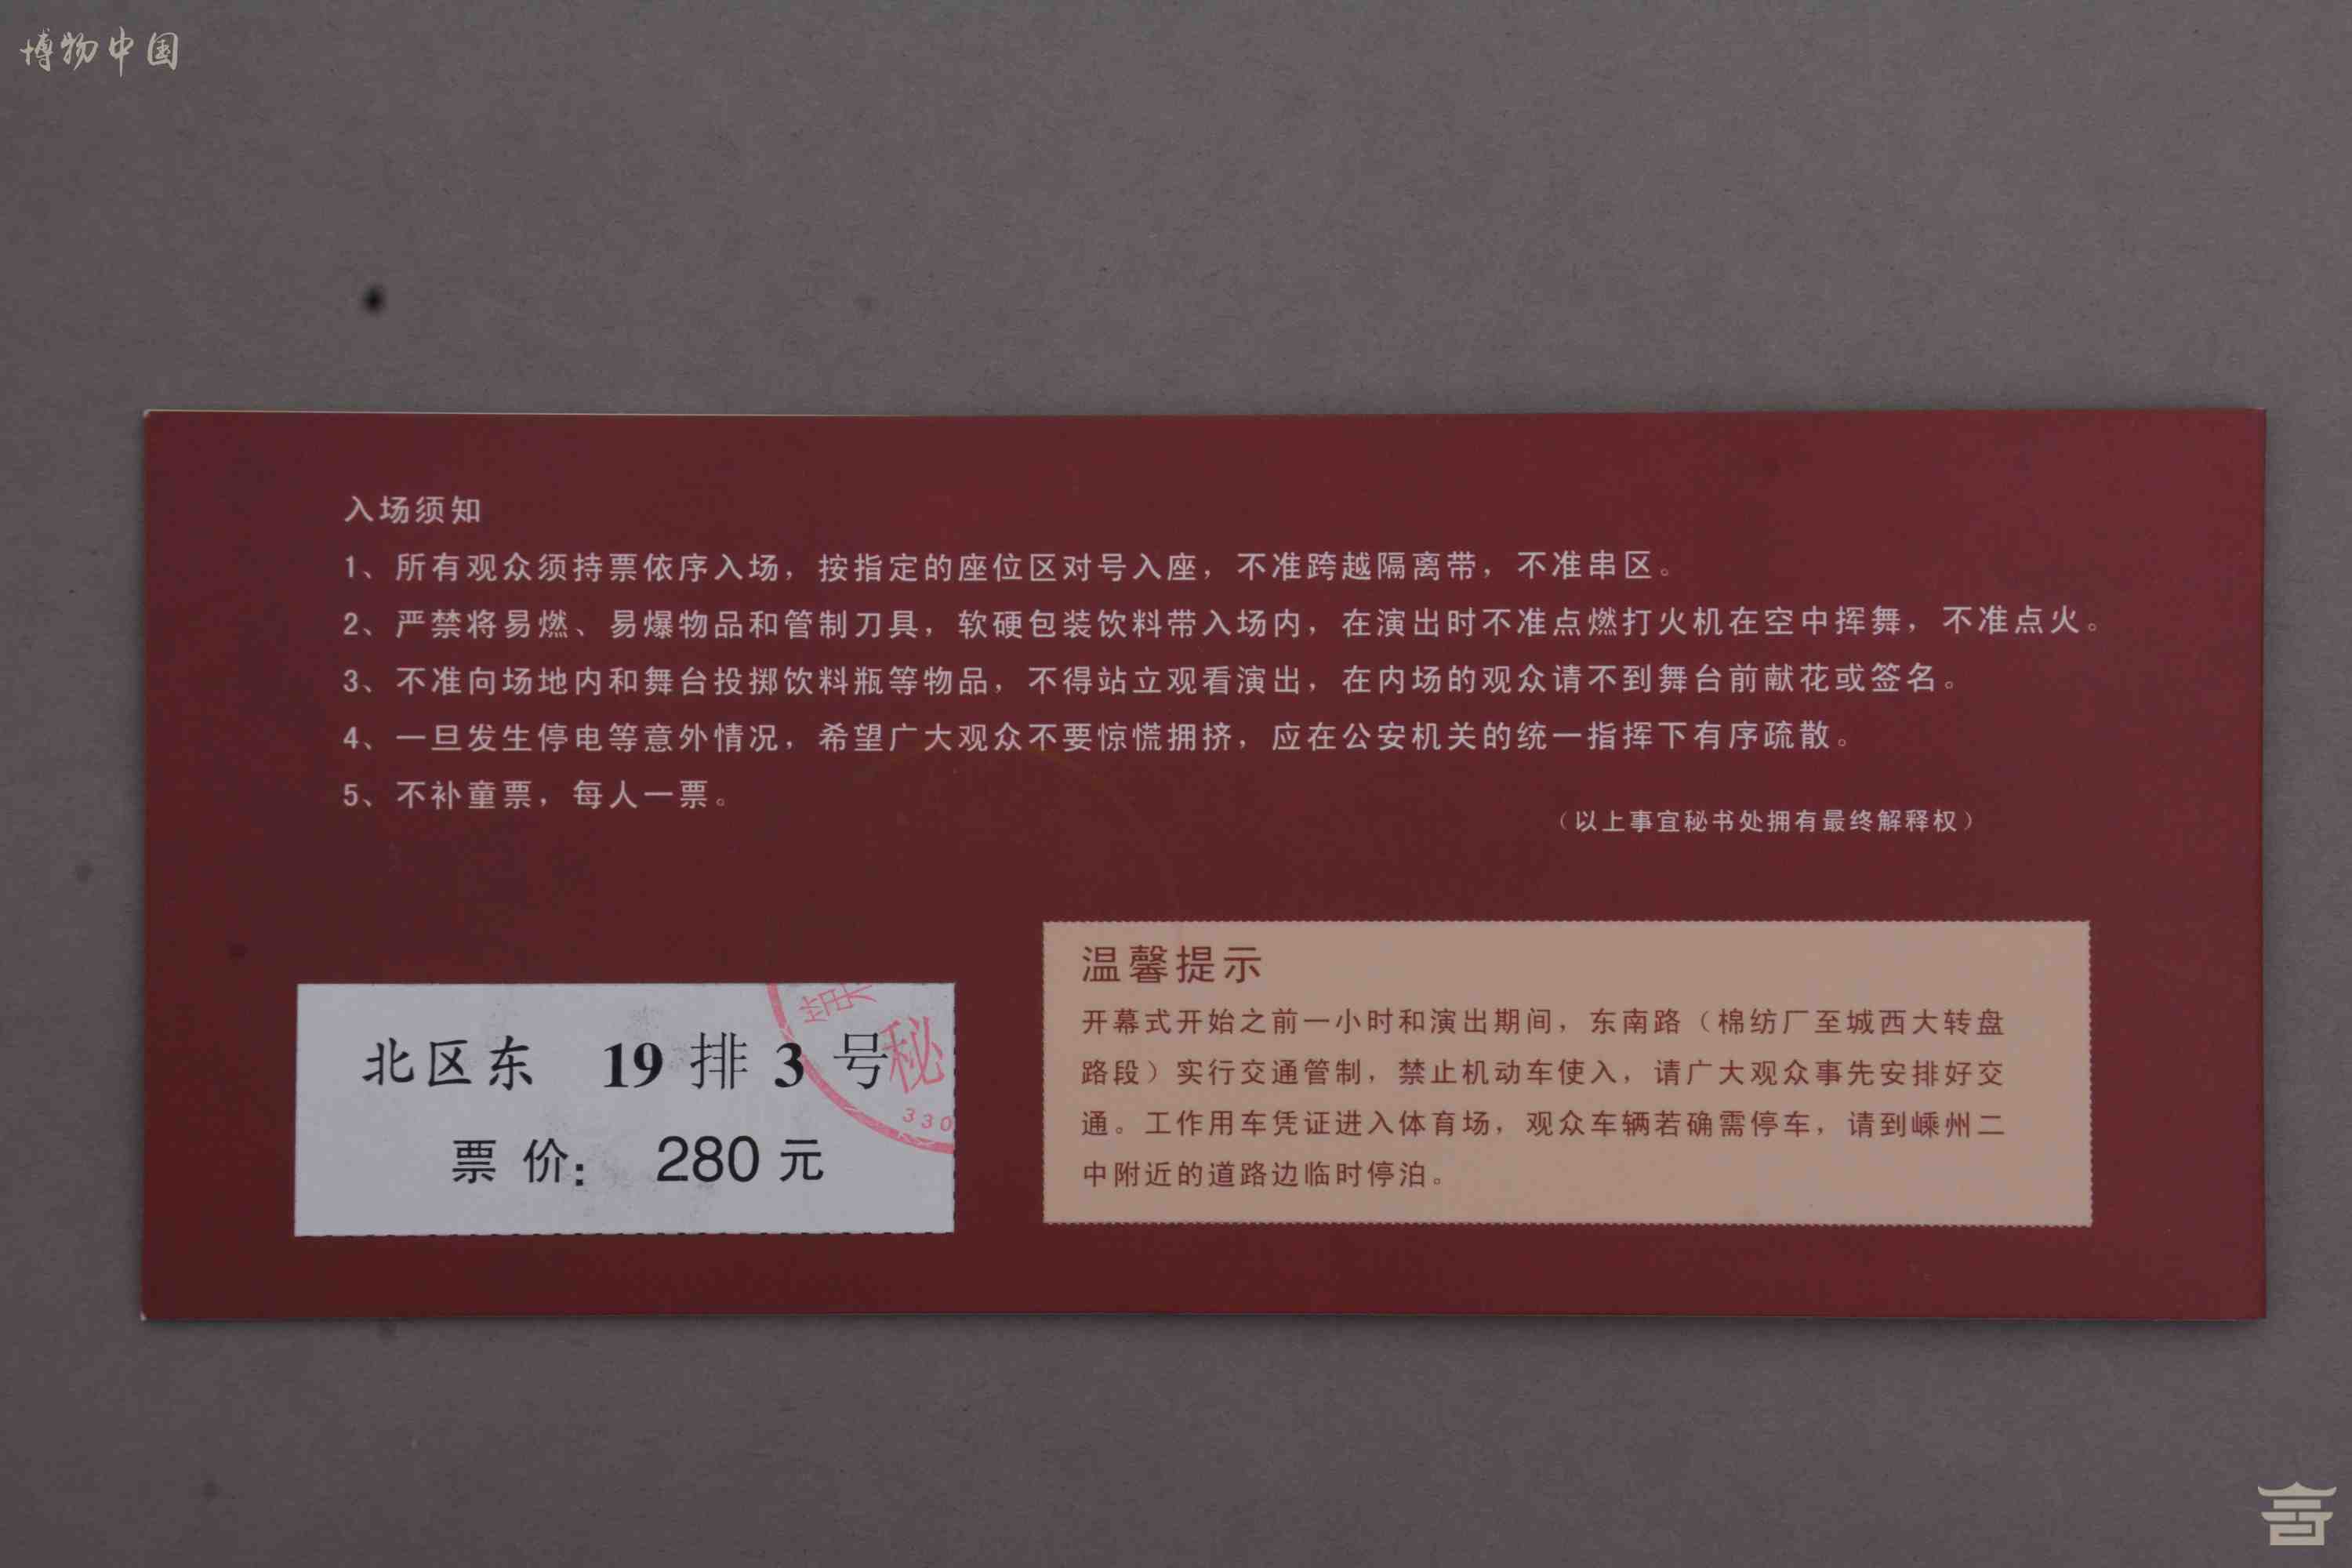 博物中国
入场须知
1、所有观众须持票依序入场，按指定的座位区对号入座，不准跨越隔离带，不准串区。
2、严禁将易燃、易爆物品和管制刀具，软硬包装饮料带入场内，在演出时不准点燃打火机在空中挥舞，不准点火。
3、不准向场地内和舞台投掷饮料瓶等物品，不得站立观看演出，在内场的观众请不到舞台前献花或签名。
4、一旦发生停电等意外情况，希望广大观众不要惊慌拥挤，应在公安机关的统一指挥下有序疏散。
5、不补童票，每人一票。
（以上事宜秘书处拥有最终解释权）
北区东 19 排 3 号
票价： 280 元
秘
330
温馨提示
开幕式开始之前一小时和演出期间，东南路（棉纺厂至城西大转盘
路段）实行交通管制，禁止机动车使入，请广大观众事先安排好交
通。工作用车凭证进入体育场，观众车辆若确需停车，请到嵊州二
中附近的道路边临时停泊。